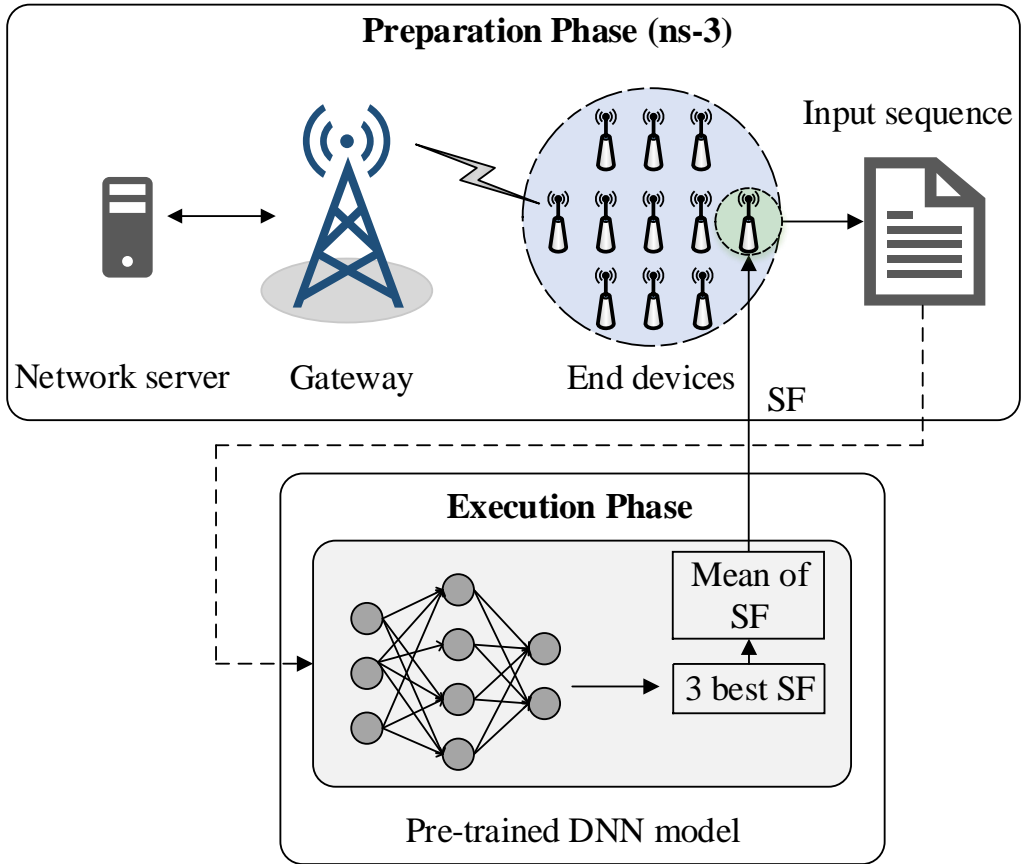 Preparation Phase (ns-3)
Input sequence
Network server
Gateway
End devices
SF
Execution Phase
Mean of
SF
3 best SF
Pre-trained DNN model